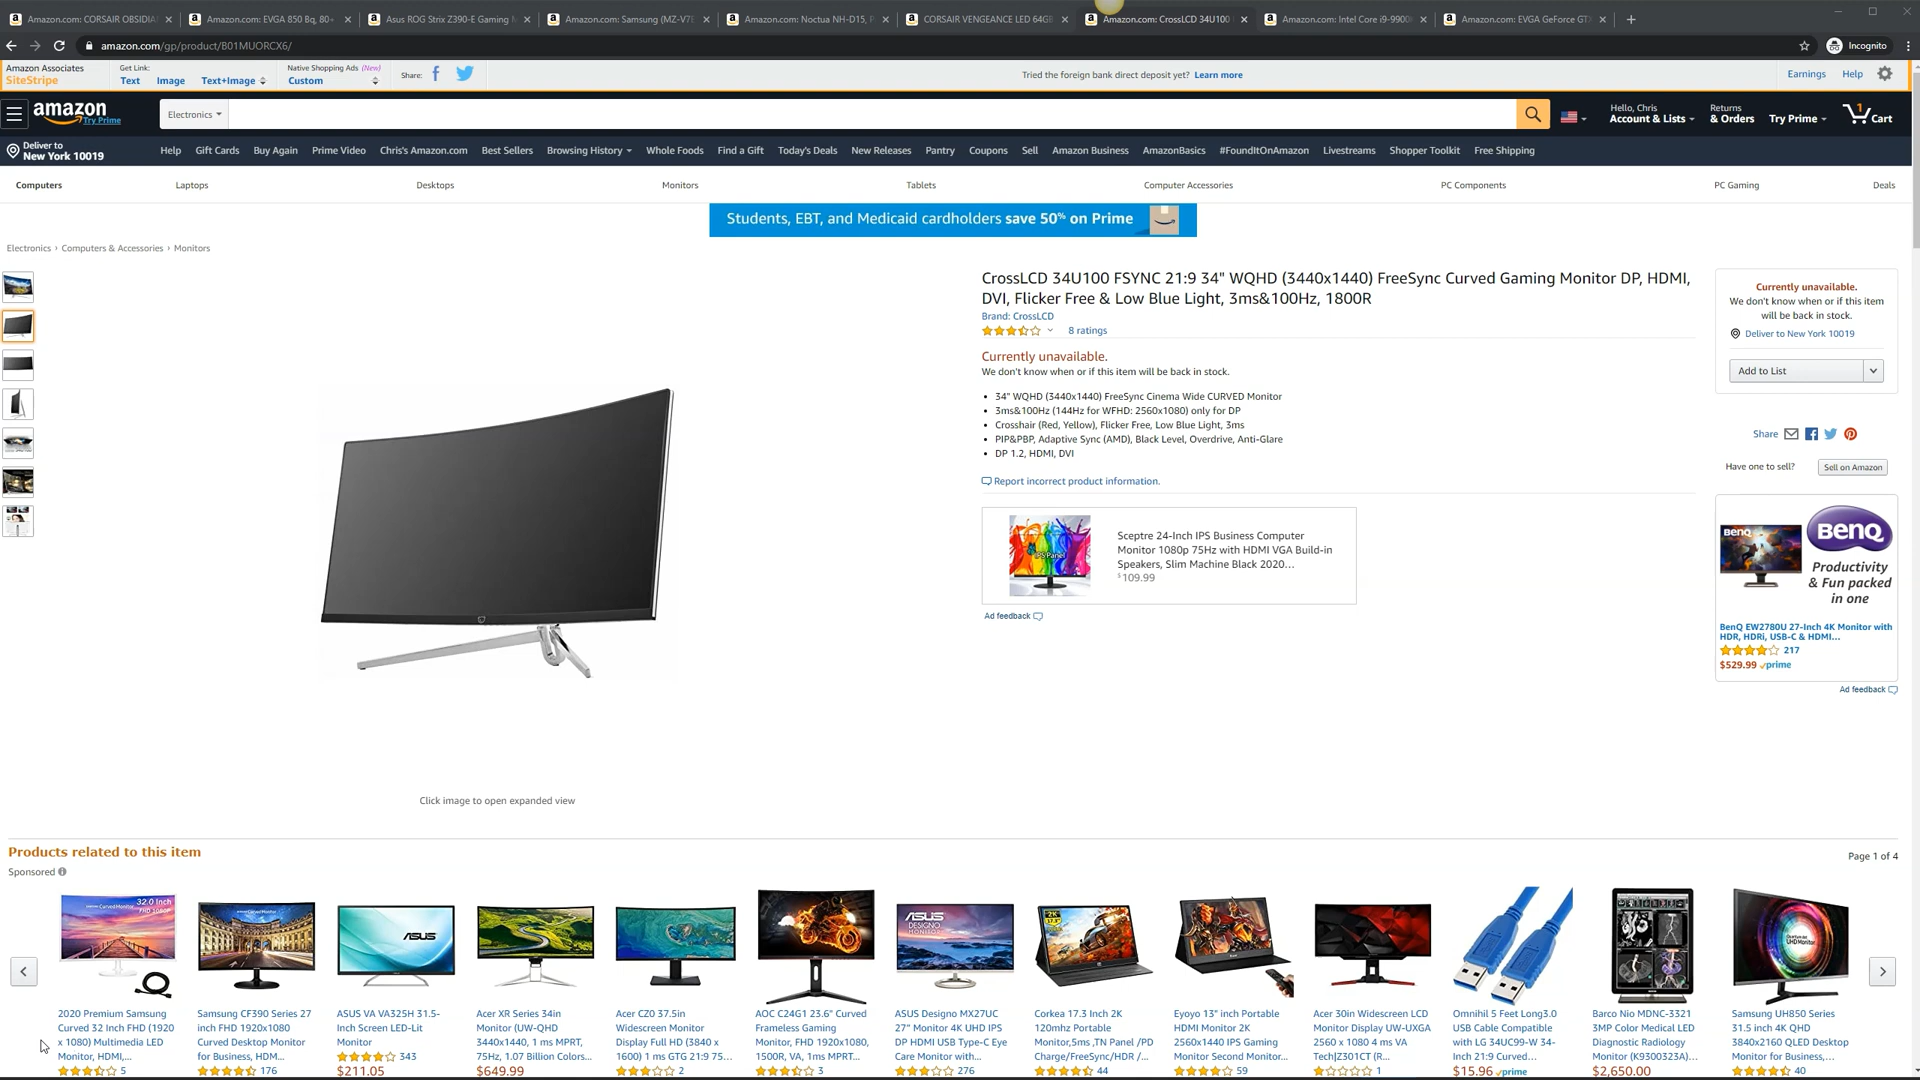 Amazon.com: CORSAIR OBSIDIA
Amazon.com: EVGA 850 Bq, 80+
Asus ROG Strix Z390-E Gaming
Amazon.com: Samsung (MZ-V7E
Amazon.com: Noctua NH-D15, P
CORSAIR VENGEANCE LED 64GB
Amazon.com: CrossLCD 34U100
Amazon.com: Intel Core i9-9900
Amazon.com: EVGA GeForce GTX
amazon.com/gp/product/B01MUORCX6/
Incognito
Amazon Associates
SiteStripe
Get Link:
Text Image Text+Image
Native Shopping Ads (New)
Custom
Share:
Tried the foreign bank direct deposit yet? Learn more
Earnings Help
amazon
Try Prime
Electronics
Hello, Chris
Account & Lists
Returns
& Orders
Try Prime
1
Cart
Deliver to
New York 10019
Help Gift Cards Buy Again Prime Video Chris's Amazon.com Best Sellers Browsing History Whole Foods Find a Gift Today's Deals New Releases Pantry Coupons Sell Amazon Business AmazonBasics #FoundItOnAmazon Livestreams Shopper Toolkit Free Shipping
Computers Laptops Desktops Monitors Tablets Computer Accessories PC Components PC Gaming Deals
Students, EBT, and Medicaid cardholders save 50% on Prime
Electronics › Computers & Accessories › Monitors
CrossLCD 34U100 FSYNC 21:9 34" WQHD (3440x1440) FreeSync Curved Gaming Monitor DP, HDMI,
DVI, Flicker Free & Low Blue Light, 3ms&100Hz, 1800R
Brand: CrossLCD
8 ratings
Currently unavailable.
We don't know when or if this item will be back in stock.
• 34" WQHD (3440x1440) FreeSync Cinema Wide CURVED Monitor
• 3ms&100Hz (144Hz for WFHD: 2560x1080) only for DP
• Crosshair (Red, Yellow), Flicker Free, Low Blue Light, 3ms
• PIP&PBP, Adaptive Sync (AMD), Black Level, Overdrive, Anti-Glare
• DP 1.2, HDMI, DVI
Report incorrect product information.
IPS Panel
Sceptre 24-Inch IPS Business Computer
Monitor 1080p 75Hz with HDMI VGA Build-in
Speakers, Slim Machine Black 2020...
$109.99
Ad feedback
Currently unavailable.
We don't know when or if this item
will be back in stock.
Deliver to New York 10019
Add to List
Share
Have one to sell?
Sell on Amazon
BenQ
BenQ
Productivity
& Fun packed
in one
BenQ EW2780U 27-Inch 4K Monitor with
HDR, HDRi, USB-C & HDMI...
217
$529.99 prime
Ad feedback
Click image to open expanded view
Products related to this item
Page 1 of 4
Sponsored
32.0 Inch
FHD 1080P
2020 Premium Samsung
Curved 32 Inch FHD (1920
x 1080) Multimedia LED
Monitor, HDMI,...
5
Samsung CF390 Series 27
inch FHD 1920x1080
Curved Desktop Monitor
for Business, HDM...
176
ASUS
ASUS VA VA325H 31.5-
Inch Screen LED-Lit
Monitor
343
$211.05
Acer XR Series 34in
Monitor (UW-QHD
3440x1440, 1 ms MPRT,
75Hz, 1.07 Billion Colors...
$649.99
Acer CZ0 37.5in
Widescreen Monitor
Display Full HD (3840 x
1600) 1 ms GTG 21:9 75...
2
AOC C24G1 23.6" Curved
Frameless Gaming
Monitor, FHD 1920x1080,
1500R, VA, 1ms MPRT...
3
ASUS
DESIGNO
MONITOR
ASUS Designo MX27UC
27" Monitor 4K UHD IPS
DP HDMI USB Type-C Eye
Care Monitor with...
276
2K
Corkea 17.3 Inch 2K
120hmz Portable
Monitor,5ms ,TN Panel /PD
Charge/FreeSync/HDR /...
44
Eyoyo 13" inch Portable
HDMI Monitor 2K
2560x1440 IPS Gaming
Monitor Second Monitor...
59
Acer 30in Widescreen LCD
Monitor Display UW-UXGA
2560 x 1080 4 ms VA
Tech|Z301CT (R...
1
Omnihil 5 Feet Long3.0
USB Cable Compatible
with LG 34UC99-W 34-
Inch 21:9 Curved...
$15.96 prime
Barco Nio MDNC-3321
3MP Color Medical LED
Diagnostic Radiology
Monitor (K9300323A)...
$2,650.00
UHD Monitor
Samsung UH850 Series
31.5 inch 4K QHD
3840x2160 QLED Desktop
Monitor for Business,...
40